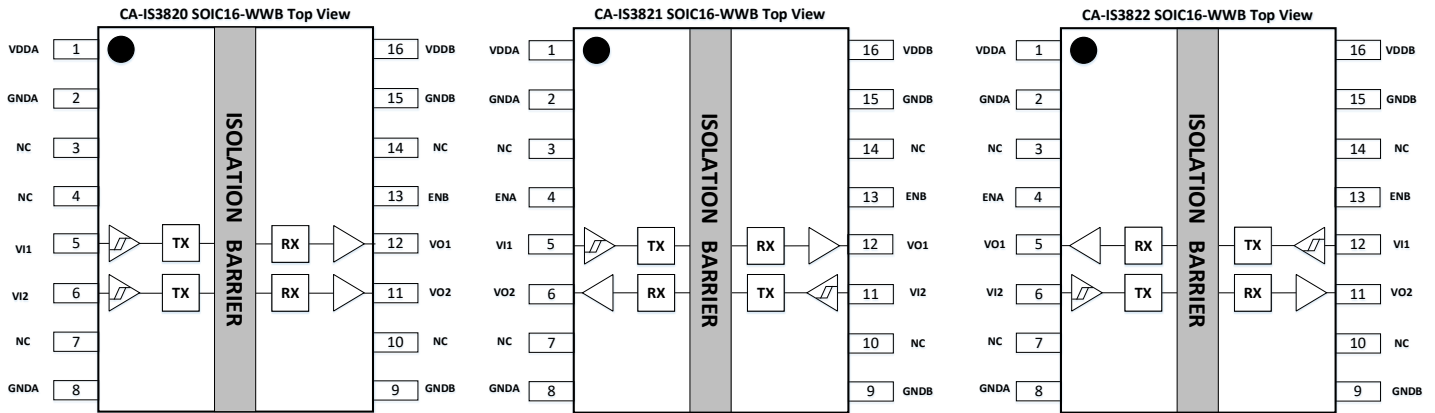 CA-IS3820 SOIC16-WWB Top View
VDDA 1 16 VDDB
GNDA 2 15 GNDB
NC 3 14 NC
NC 4 13 ENB
VI1 5 TX RX 12 VO1
VI2 6 TX RX 11 VO2
NC 7 10 NC
GNDA 8 9 GNDB
ISOLATION BARRIER
CA-IS3821 SOIC16-WWB Top View
VDDA 1 16 VDDB
GNDA 2 15 GNDB
NC 3 14 NC
ENA 4 13 ENB
VI1 5 TX RX 12 VO1
VO2 6 RX TX 11 VI2
NC 7 10 NC
GNDA 8 9 GNDB
ISOLATION BARRIER
CA-IS3822 SOIC16-WWB Top View
VDDA 1 16 VDDB
GNDA 2 15 GNDB
NC 3 14 NC
ENA 4 13 ENB
VO1 5 RX TX 12 VI1
VI2 6 TX RX 11 VO2
NC 7 10 NC
GNDA 8 9 GNDB
ISOLATION BARRIER